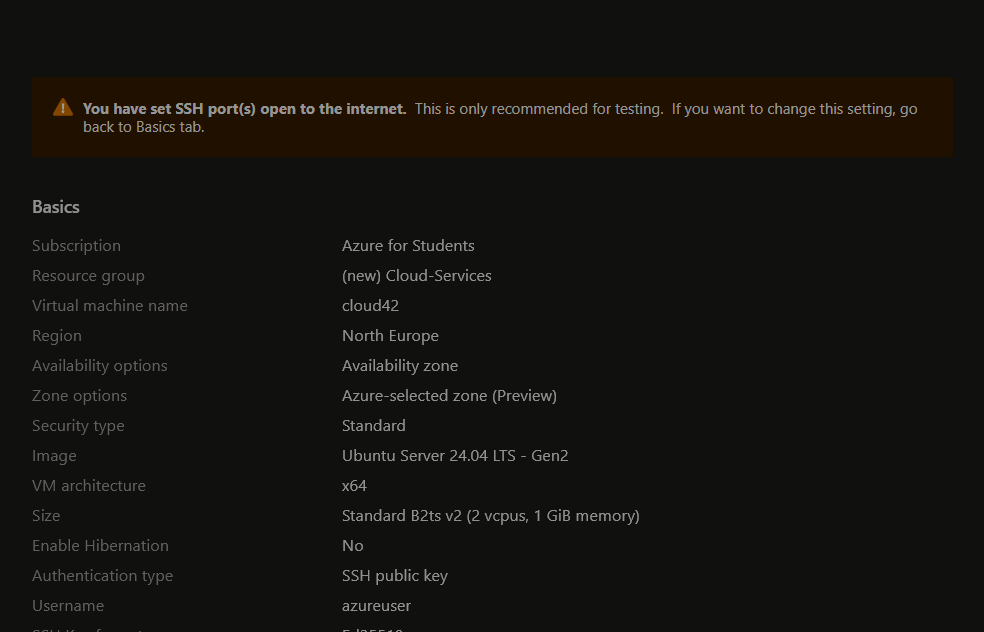 You have set SSH port(s) open to the internet. This is only recommended for testing. If you want to change this setting, go
back to Basics tab.
Basics
Subscription Azure for Students
Resource group (new) Cloud-Services
Virtual machine name cloud42
Region North Europe
Availability options Availability zone
Zone options Azure-selected zone (Preview)
Security type Standard
Image Ubuntu Server 24.04 LTS - Gen2
VM architecture x64
Size Standard B2ts v2 (2 vcpus, 1 GiB memory)
Enable Hibernation No
Authentication type SSH public key
Username azureuser